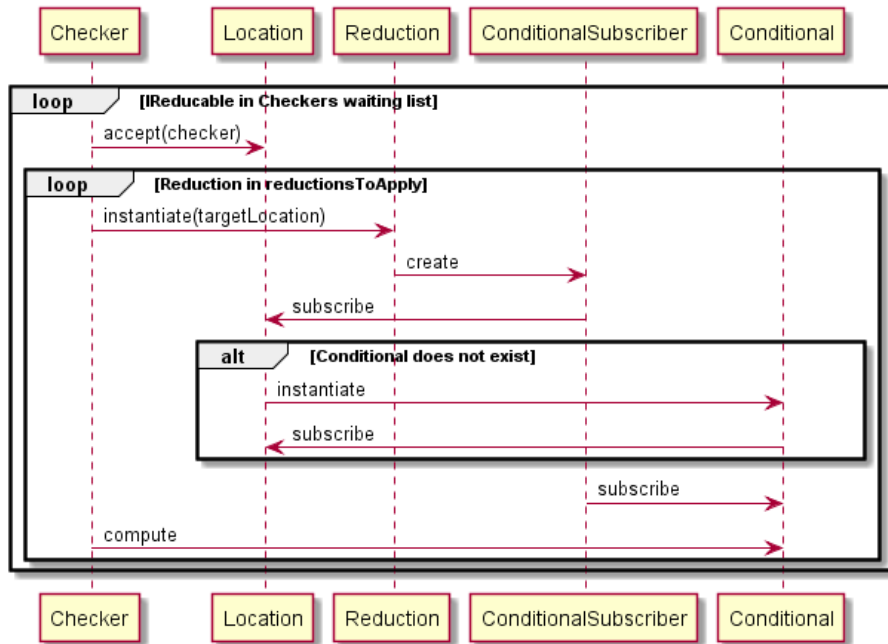 Checker Location Reduction ConditionalSubscriber Conditional
loop [IReducable in Checkers waiting list]
accept(checker)
loop [Reduction in reductionsToApply]
instantiate(targetLocation)
create
subscribe
alt [Conditional does not exist]
instantiate
subscribe
subscribe
compute
Checker Location Reduction ConditionalSubscriber Conditional